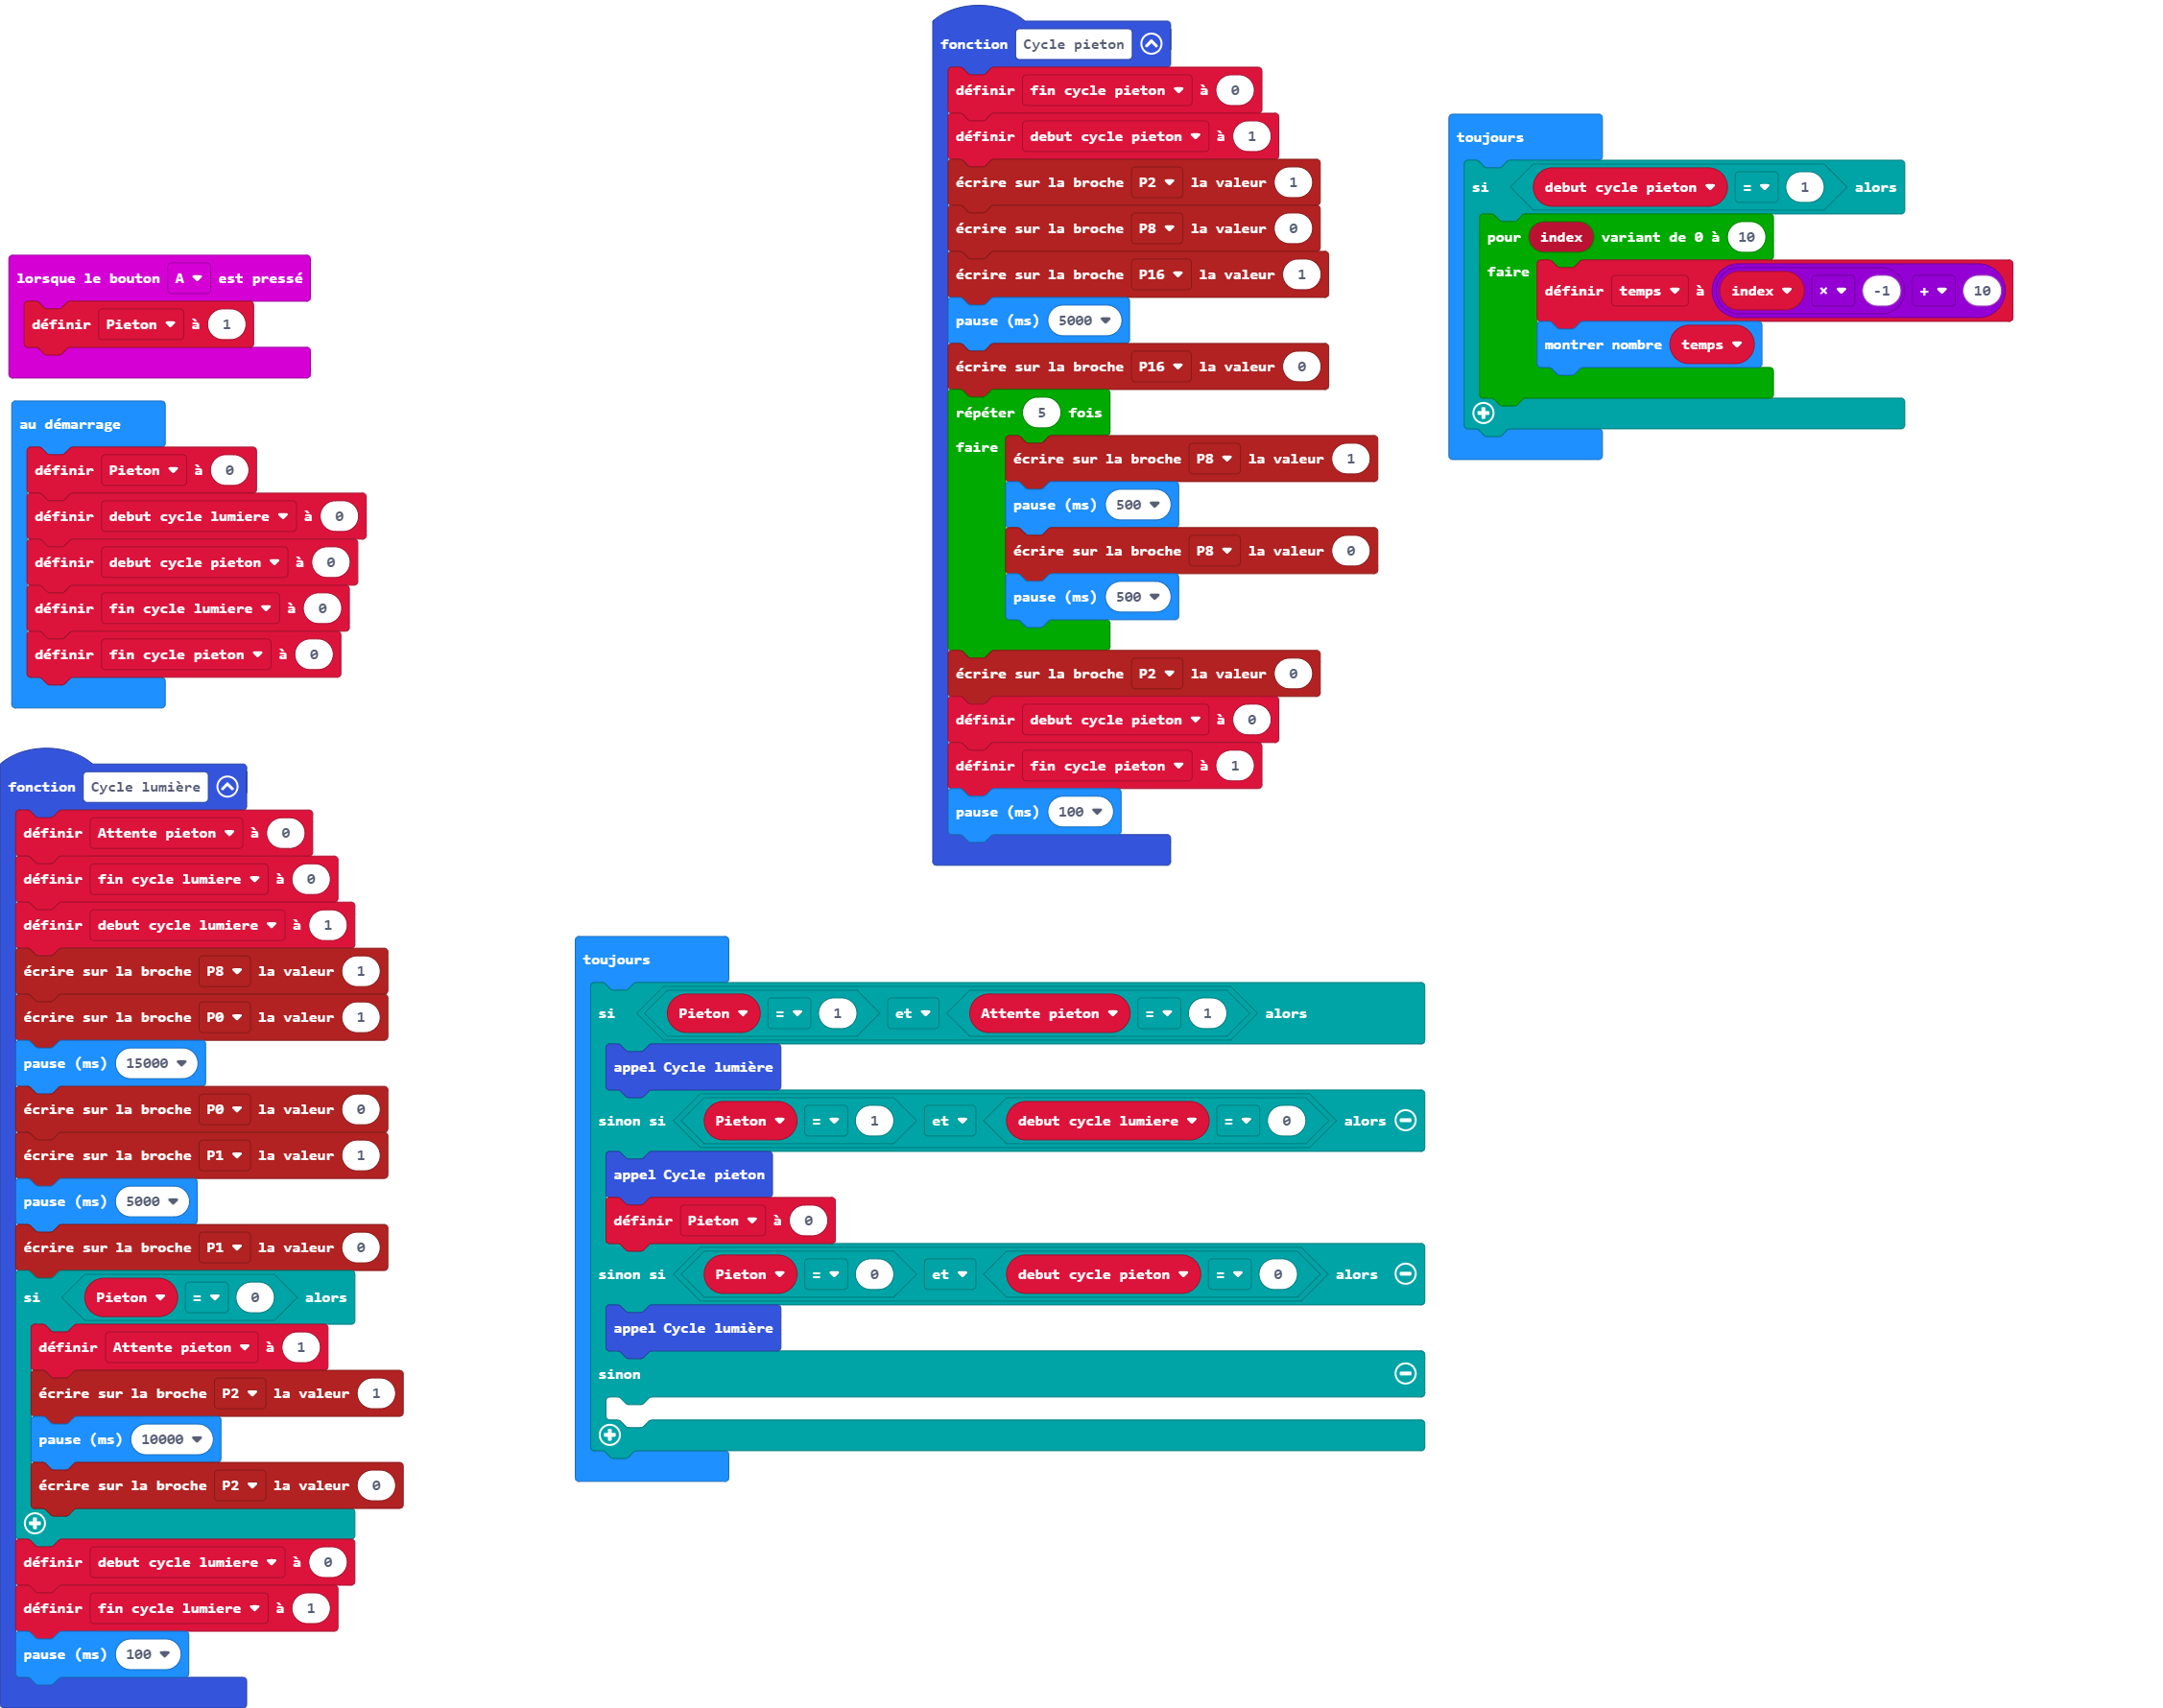 lorsque le bouton A est pressé
définir Pieton à 1
au démarrage
définir Pieton à 0
définir debut cycle lumiere à 0
définir debut cycle pieton à 0
définir fin cycle lumiere à 0
définir fin cycle pieton à 0
fonction Cycle lumière
définir Attente pieton à 0
définir fin cycle lumiere à 0
définir debut cycle lumiere à 1
écrire sur la broche P8 la valeur 1
écrire sur la broche P0 la valeur 1
pause (ms) 15000
écrire sur la broche P0 la valeur 0
écrire sur la broche P1 la valeur 1
pause (ms) 5000
écrire sur la broche P1 la valeur 0
si Pieton = 0 alors
définir Attente pieton à 1
écrire sur la broche P2 la valeur 1
pause (ms) 10000
écrire sur la broche P2 la valeur 0
définir debut cycle lumiere à 0
définir fin cycle lumiere à 1
pause (ms) 100
fonction Cycle pieton
définir fin cycle pieton à 0
définir debut cycle pieton à 1
écrire sur la broche P2 la valeur 1
écrire sur la broche P8 la valeur 0
écrire sur la broche P16 la valeur 1
pause (ms) 5000
écrire sur la broche P16 la valeur 0
répéter 5 fois
faire
écrire sur la broche P8 la valeur 1
pause (ms) 500
écrire sur la broche P8 la valeur 0
pause (ms) 500
écrire sur la broche P2 la valeur 0
définir debut cycle pieton à 0
définir fin cycle pieton à 1
pause (ms) 100
toujours
si Pieton = 1 et Attente pieton = 1 alors
appel Cycle lumière
sinon si Pieton = 1 et debut cycle lumiere = 0 alors
appel Cycle pieton
définir Pieton à 0
sinon si Pieton = 0 et debut cycle pieton = 0 alors
appel Cycle lumière
sinon
toujours
si debut cycle pieton = 1 alors
pour index variant de 0 à 10
faire
définir temps à index × -1 + 10
montrer nombre temps